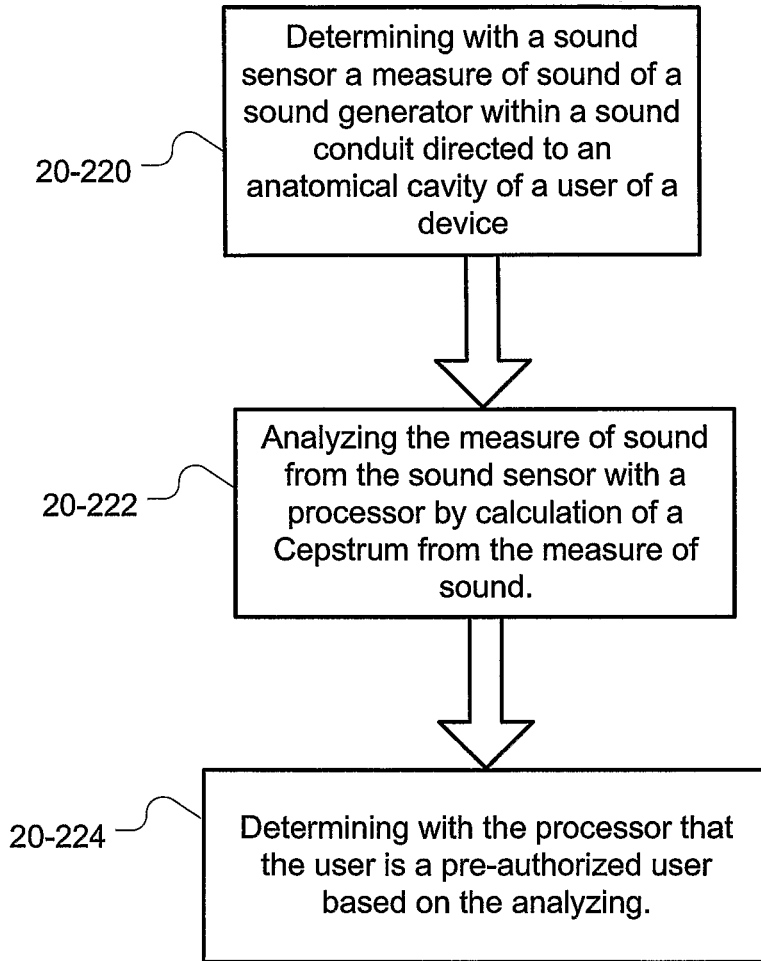 Determining with a sound
sensor a measure of sound of a
sound generator within a sound
conduit directed to an
anatomical cavity of a user of a
device
20-220
Analyzing the measure of sound
from the sound sensor with a
processor by calculation of a
Cepstrum from the measure of
sound.
20-222
Determining with the processor that
the user is a pre-authorized user
based on the analyzing.
20-224